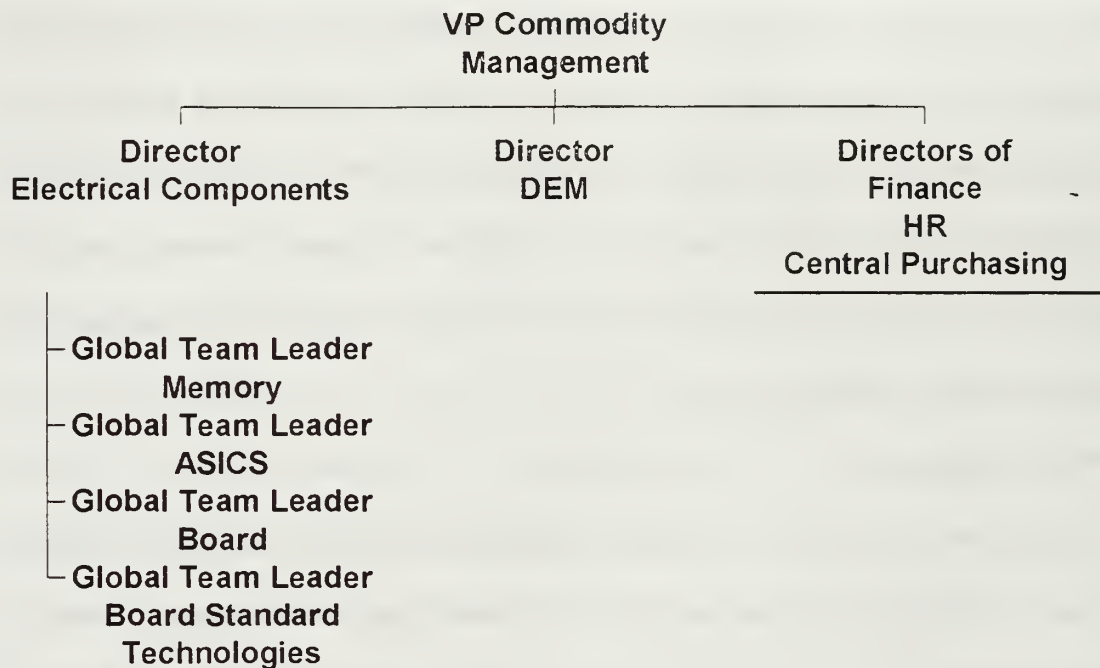 VP Commodity
Management
Director
Electrical Components
Director
DEM
Directors of
Finance
HR
Central Purchasing
Global Team Leader
Memory
Global Team Leader
ASICS
Global Team Leader
Board
Global Team Leader
Board Standard
Technologies